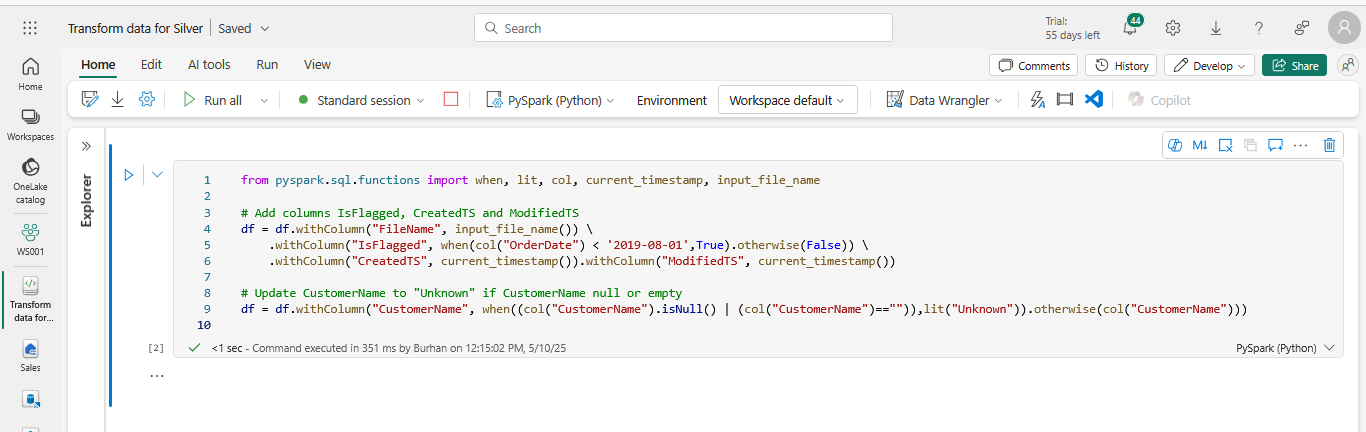 Transform data for Silver | Saved
Search
Trial:
55 days left
44
A
Home
Edit
AI tools
Run
View
Comments
History
Develop
Share
Run all
Standard session
PySpark (Python)
Environment
Workspace default
Data Wrangler
Copilot
Home
Workspaces
OneLake
catalog
WS001
Transform
data for...
Sales
Explorer
M↓
1 from pyspark.sql.functions import when, lit, col, current_timestamp, input_file_name
2
3 # Add columns IsFlagged, CreatedTS and ModifiedTS
4 df = df.withColumn("FileName", input_file_name()) \
5 .withColumn("IsFlagged", when(col("OrderDate") < '2019-08-01',True).otherwise(False)) \
6 .withColumn("CreatedTS", current_timestamp()).withColumn("ModifiedTS", current_timestamp())
7
8 # Update CustomerName to "Unknown" if CustomerName null or empty
9 df = df.withColumn("CustomerName", when((col("CustomerName").isNull() | (col("CustomerName")=="")),lit("Unknown")).otherwise(col("CustomerName")))
10
[2] <1 sec - Command executed in 351 ms by Burhan on 12:15:02 PM, 5/10/25
PySpark (Python)